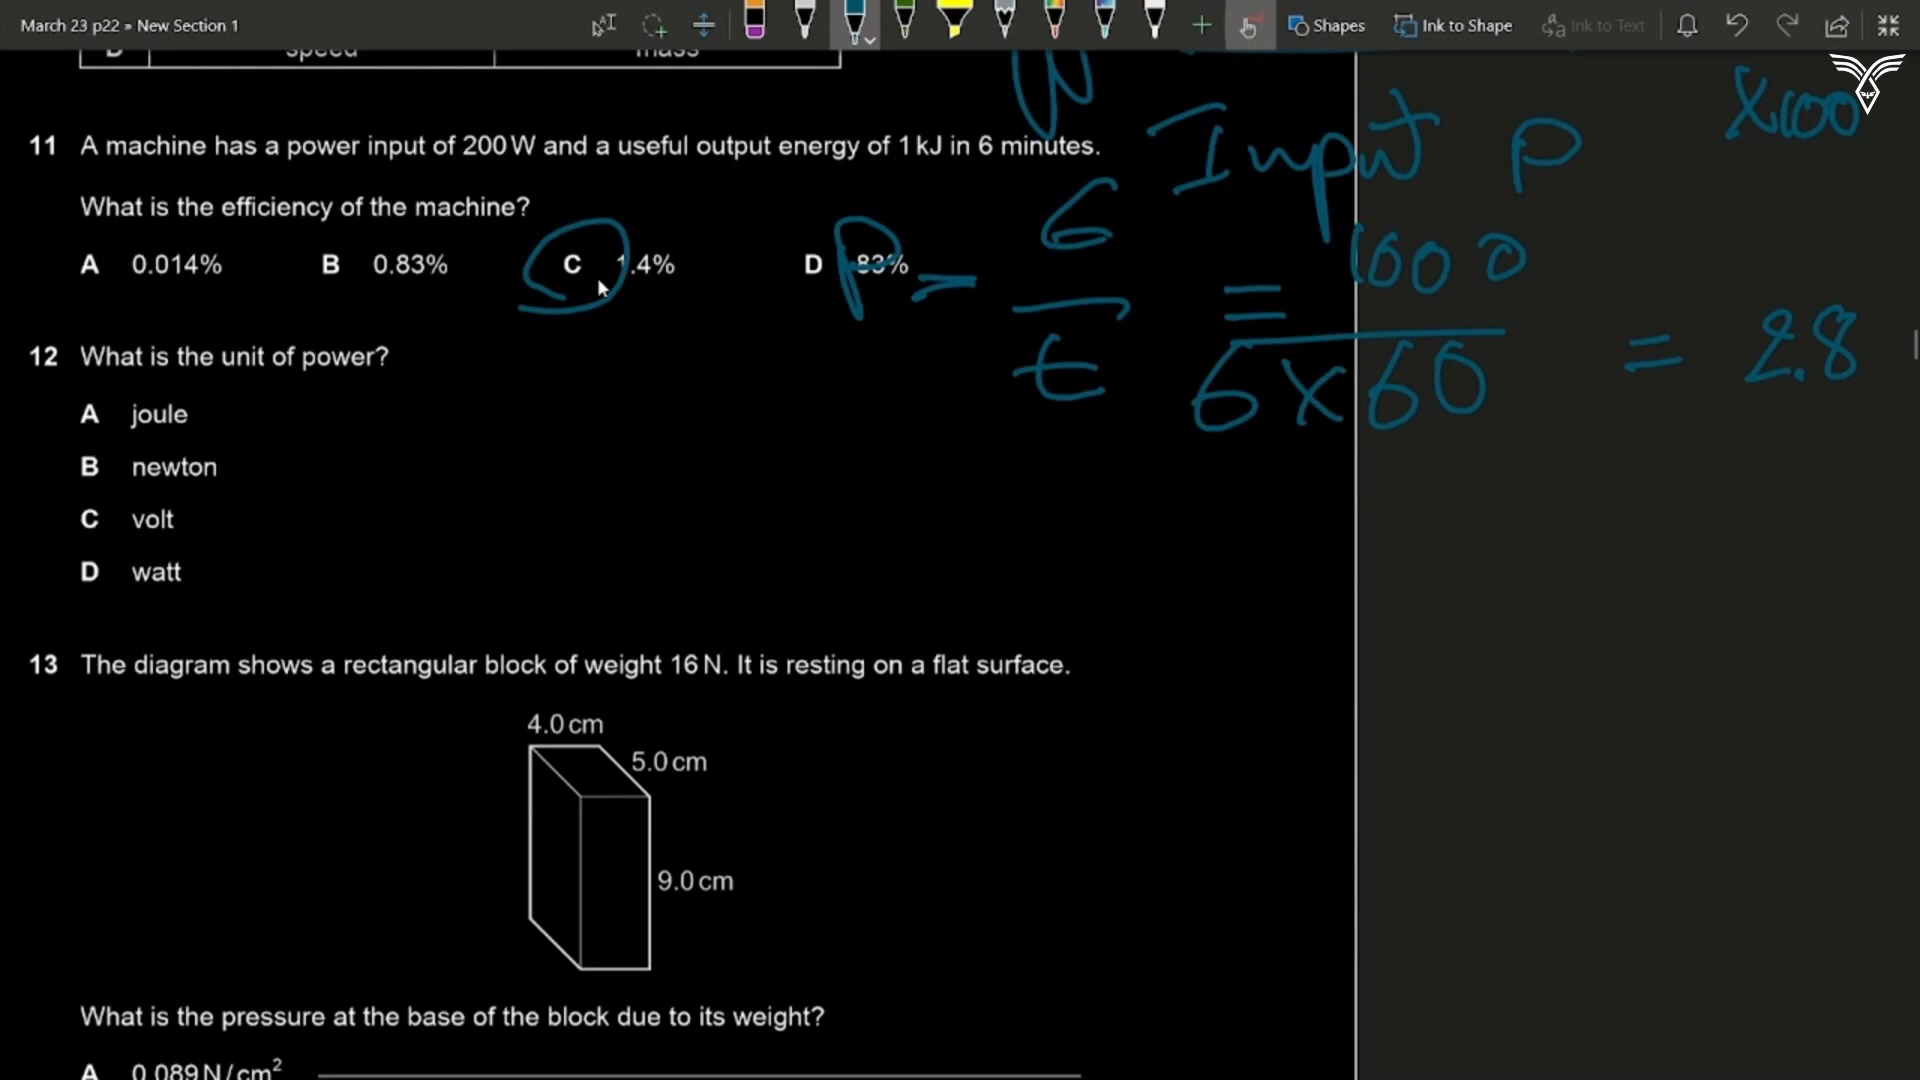 March 23 p22 » New Section 1
Shapes
Ink to Shape
Ink to Text
speed mass
11 A machine has a power input of 200 W and a useful output energy of 1 kJ in 6 minutes.
Input P
X100
What is the efficiency of the machine?
A 0.014% B 0.83% C 1.4% D 83%
P = 6 / t = 1000 / 6×60 = 2.8
12 What is the unit of power?
A joule
B newton
C volt
D watt
13 The diagram shows a rectangular block of weight 16 N. It is resting on a flat surface.
4.0 cm
5.0 cm
9.0 cm
What is the pressure at the base of the block due to its weight?
A 0.089 N/cm²